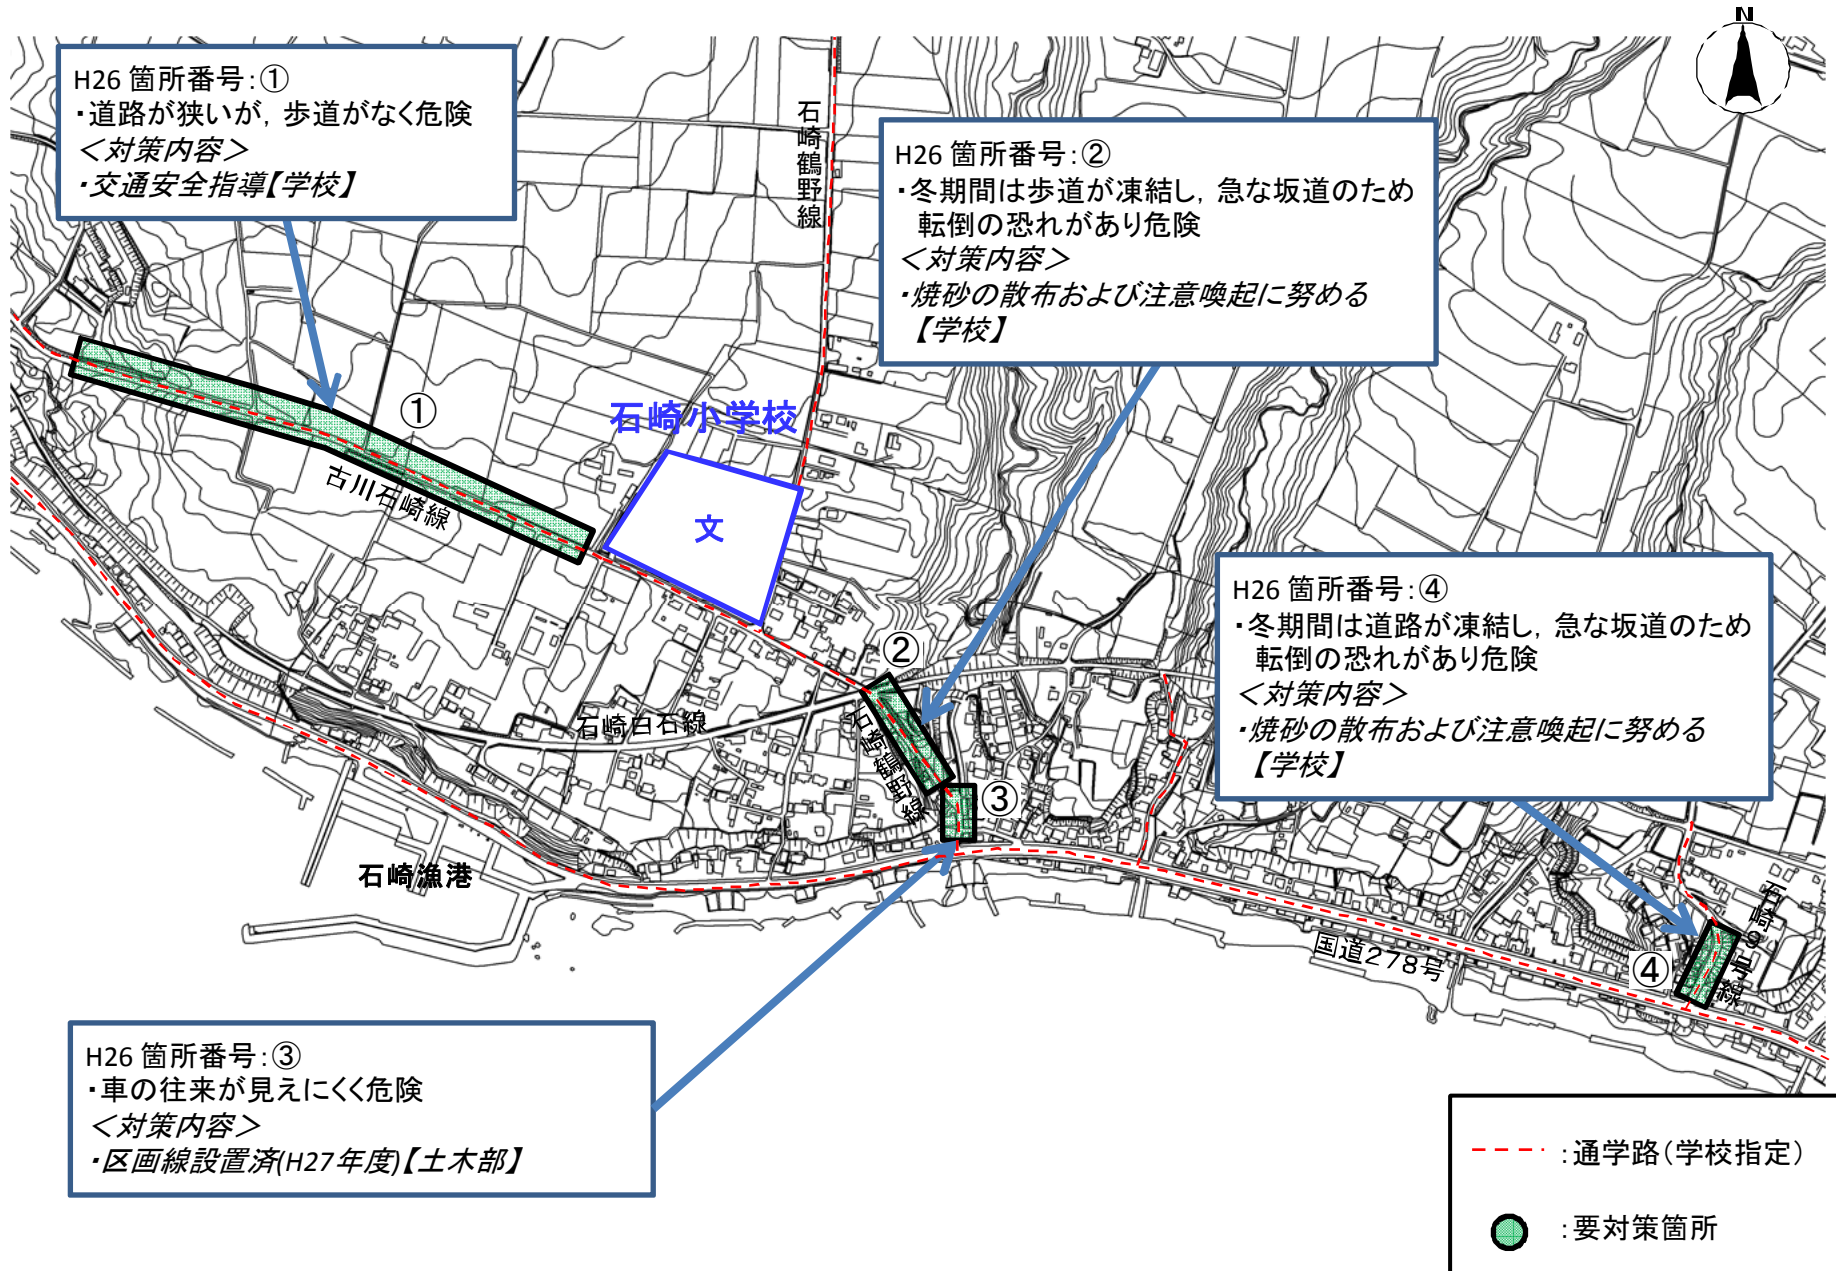 N
H26 箇所番号：①
・道路が狭いが，歩道がなく危険
＜対策内容＞
・交通安全指導【学校】
石崎鶴野線
H26 箇所番号：②
・冬期間は歩道が凍結し，急な坂道のため
転倒の恐れがあり危険
＜対策内容＞
・焼砂の散布および注意喚起に努める
【学校】
①
石崎小学校
文
古川石崎線
H26 箇所番号：④
・冬期間は道路が凍結し，急な坂道のため
転倒の恐れがあり危険
＜対策内容＞
・焼砂の散布および注意喚起に努める
【学校】
②
石崎白石線
石崎鶴野線
③
石崎漁港
国道２７８号
④
石崎９号線
H26 箇所番号：③
・車の往来が見えにくく危険
＜対策内容＞
・区画線設置済(H27年度)【土木部】
：通学路（学校指定）
：要対策箇所